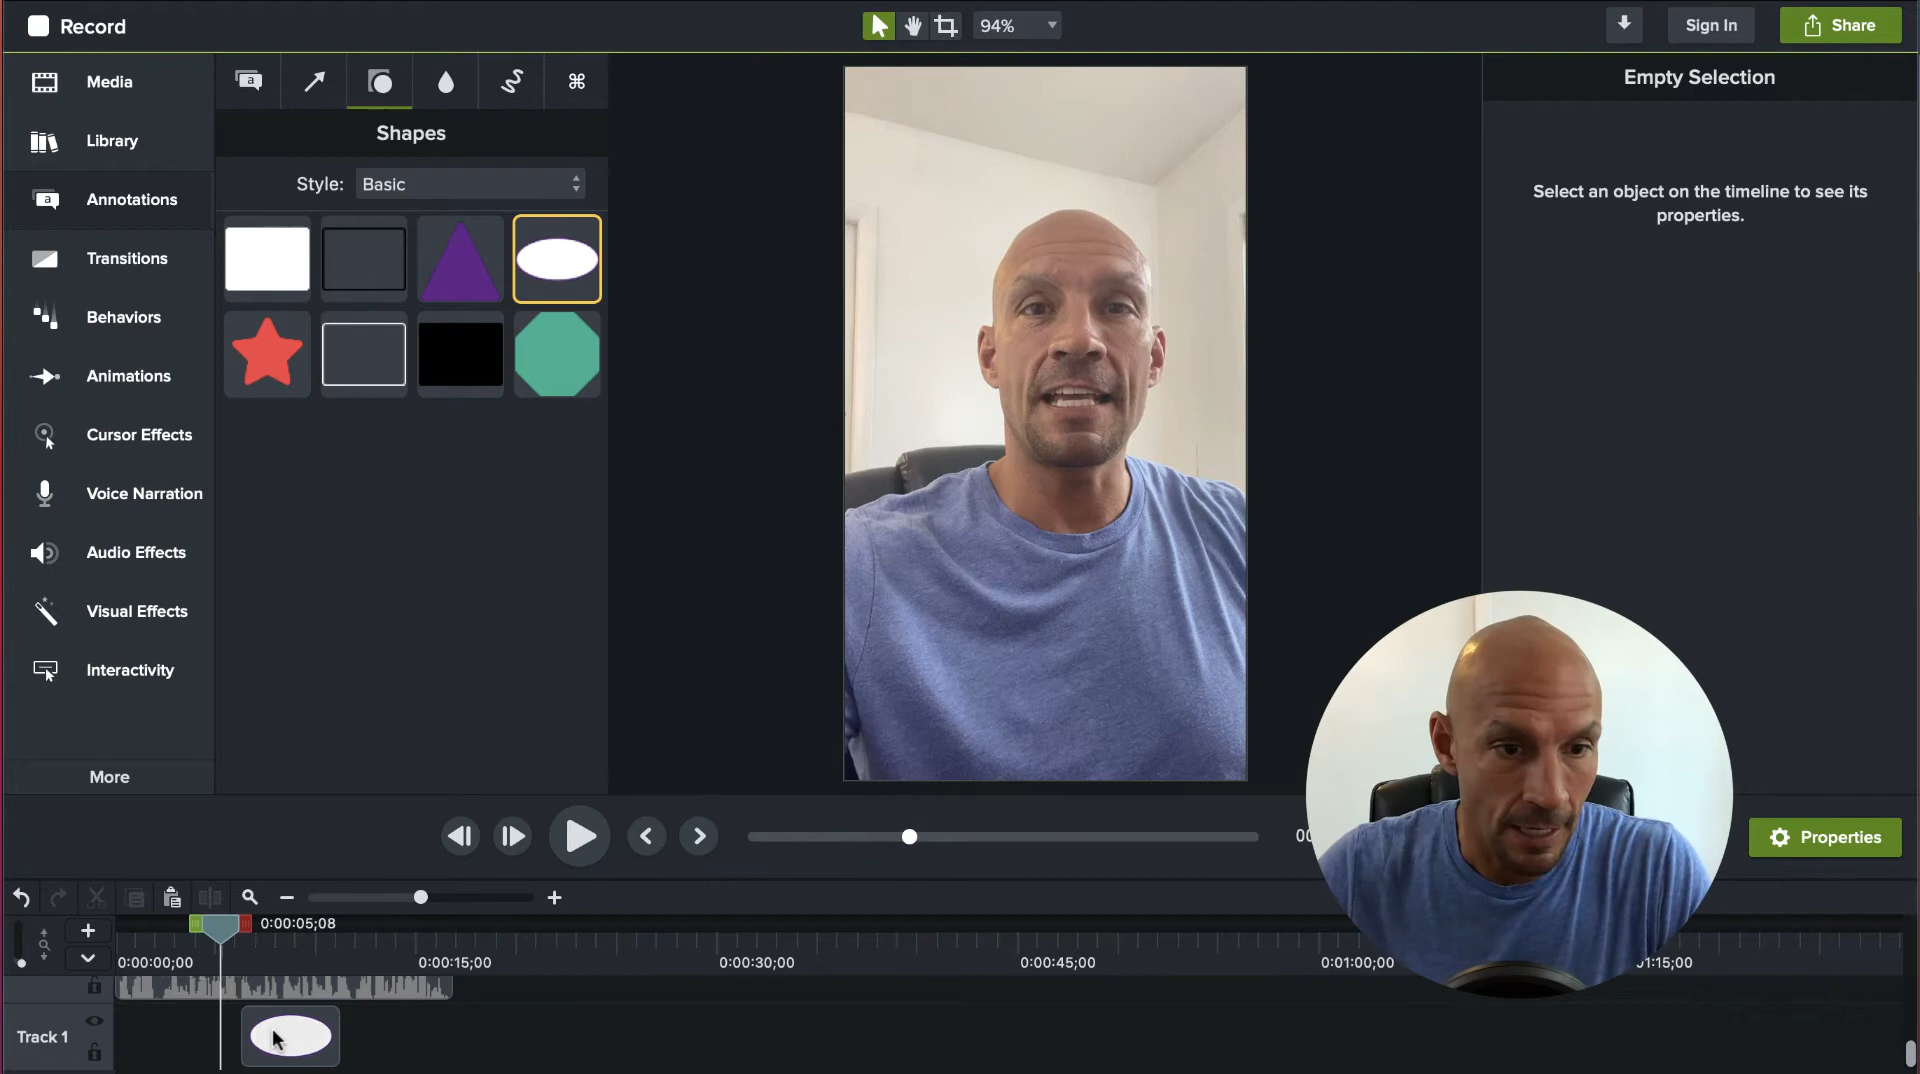 Record
94%
Sign In
Share
Media
Library
Annotations
Transitions
Behaviors
Animations
Cursor Effects
Voice Narration
Audio Effects
Visual Effects
Interactivity
More
a
a
Shapes
Style: Basic
Empty Selection
Select an object on the timeline to see its
properties.
Properties
0:00:05;08
0:00:00;00
0:00:15;00
0:00:30;00
0:00:45;00
0:01:00;00
Track 1